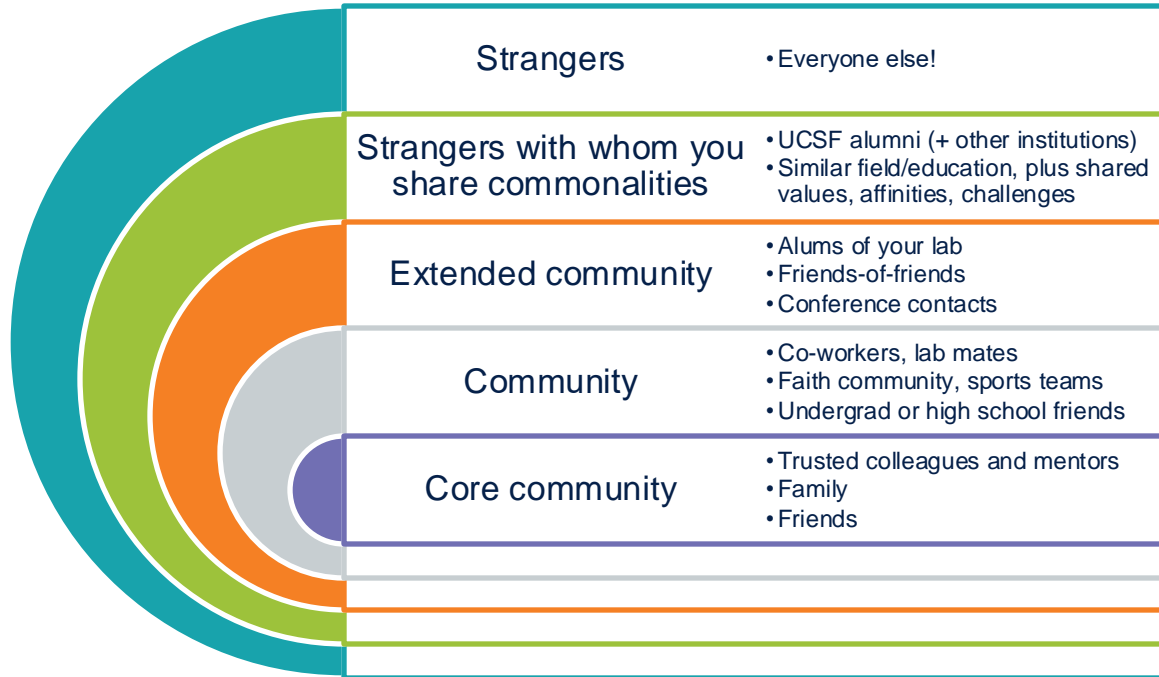 Strangers
• Everyone else!
Strangers with whom you
share commonalities
• UCSF alumni (+ other institutions)
• Similar field/education, plus shared
values, affinities, challenges
Extended community
• Alums of your lab
• Friends-of-friends
• Conference contacts
Community
• Co-workers, lab mates
• Faith community, sports teams
• Undergrad or high school friends
Core community
• Trusted colleagues and mentors
• Family
• Friends